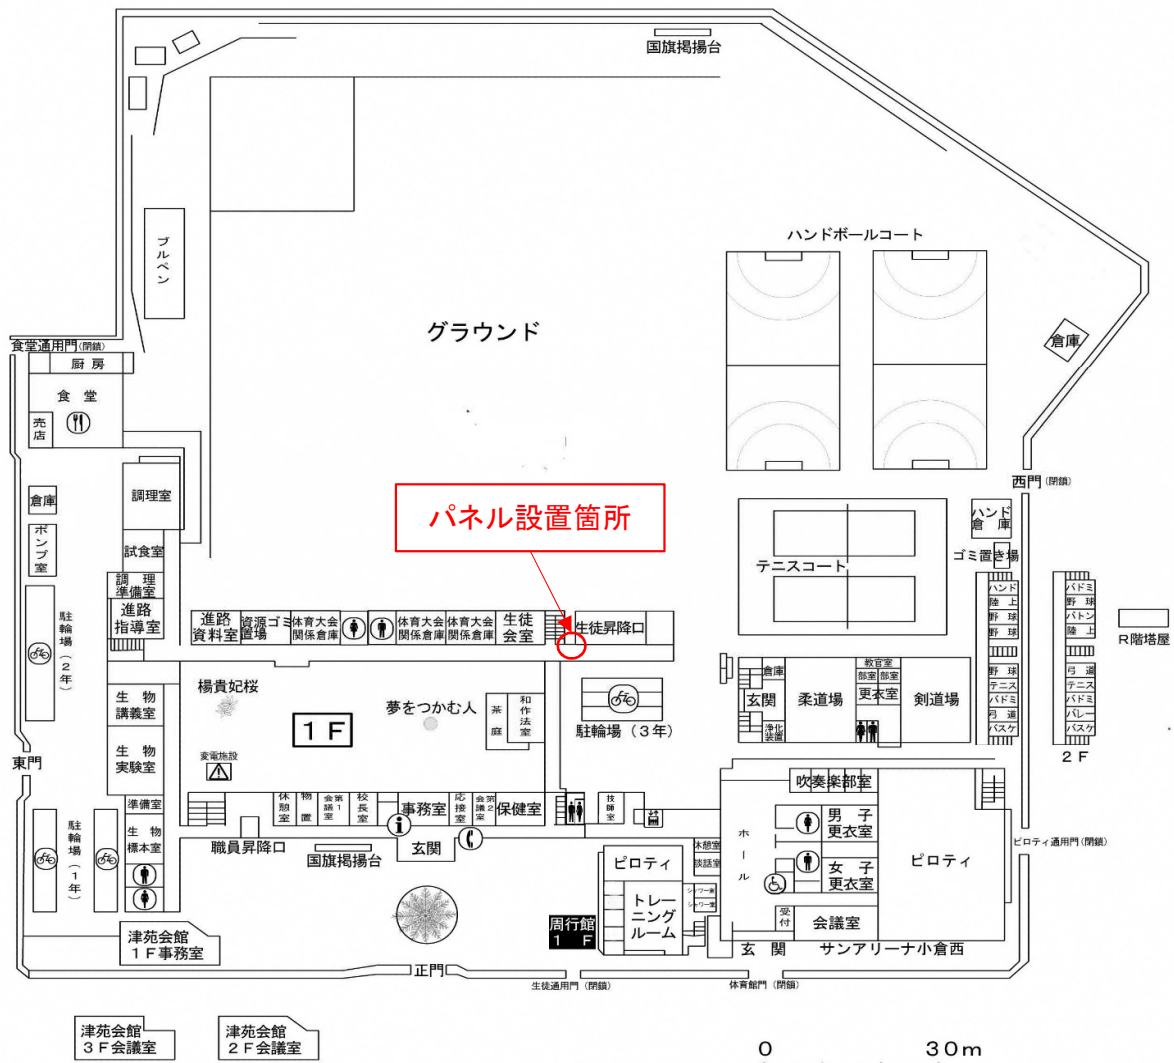 国旗掲揚台
ブルペン
ハンドボールコート
グラウンド
倉庫
食堂通用門(閉鎖)
厨房
食堂
売店
西門(閉鎖)
調理室
倉庫
ハンド
倉庫
パネル設置箇所
ポンプ室
試食室
テニスコート
ゴミ置き場
調理
準備室
進路
指導室
駐輪場(2年)
進路
資料室
資源ゴミ
置場
体育大会
関係倉庫
体育大会
関係倉庫
体育大会
関係倉庫
生徒
会室
生徒昇降口
ハンド
陸上
野球
野球
野球
テニス
バドミ
弓道
バスケ
バドミ
野球
バトン
陸上
弓道
テニス
バドミ
バレー
バスケ
2F
R階塔屋
生物
講義室
楊貴妃桜
1F
夢をつかむ人
茶庭
和作法室
駐輪場(3年)
倉庫
玄関
浄化
装置
柔道場
教官室
部室
部室
更衣室
剣道場
東門
生物
実験室
変電施設
準備室
生物
標本室
駐輪場(1年)
休憩室
物置
第1会議室
校長室
事務室
応接室
第2会議室
保健室
技師室
職員昇降口
国旗掲揚台
玄関
吹奏楽部室
ホール
男子
更衣室
女子
更衣室
ピロティ
ピロティ通用門(閉鎖)
休憩室
談話室
シャワー室
シャワー室
ピロティ
トレー
ニング
ルーム
周行館
1F
受付
会議室
玄関
サンアリーナ小倉西
津苑会館
1F事務室
正門
生徒通用門(閉鎖)
体育館門(閉鎖)
津苑会館
3F会議室
津苑会館
2F会議室
0
30m